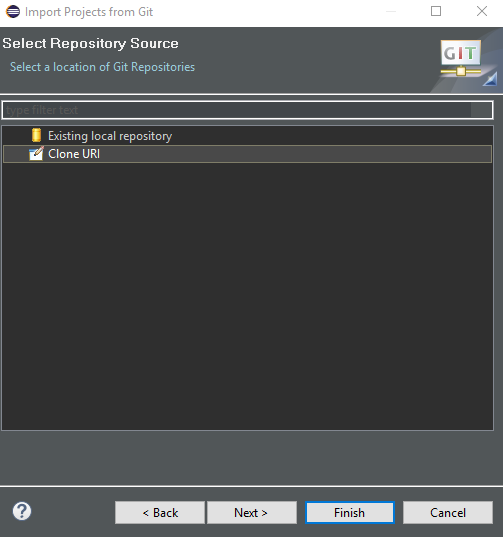 Import Projects from Git
Select Repository Source
Select a location of Git Repositories
GIT
type filter text
Existing local repository
Clone URI
?
< Back
Next >
Finish
Cancel